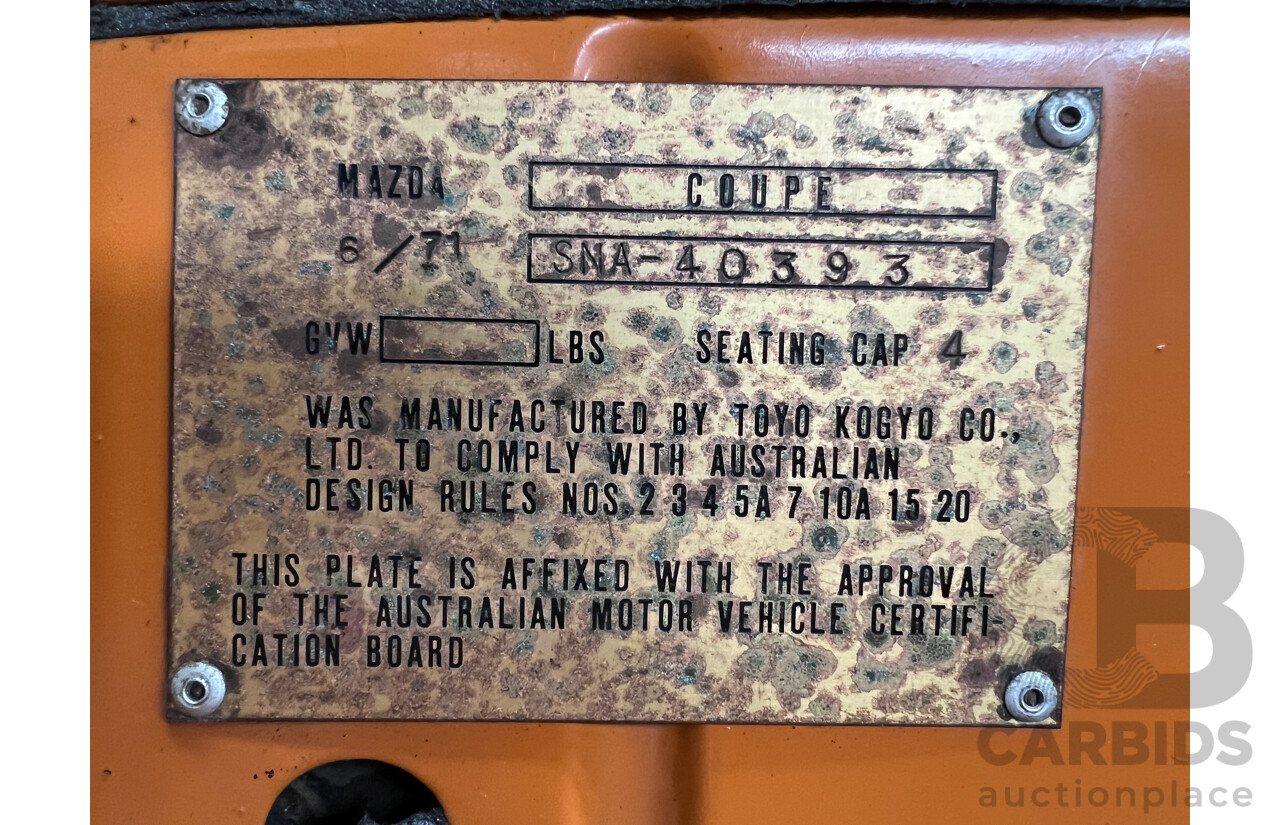 MAZDA COUPE
6/71 SNA-40393
GVW LBS SEATING CAP 4
WAS MANUFACTURED BY TOYO KOGYO CO.,
LTD. TO COMPLY WITH AUSTRALIAN
DESIGN RULES NOS. 2 3 4 5A 7 10A 15 20
THIS PLATE IS AFFIXED WITH THE APPROVAL
OF THE AUSTRALIAN MOTOR VEHICLE CERTIFI-
CATION BOARD
B
CARBIDS
auctionplace